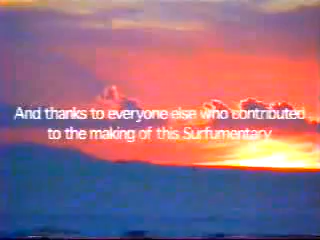 And thanks to everyone else who contributed
to the making of this Surfumentary